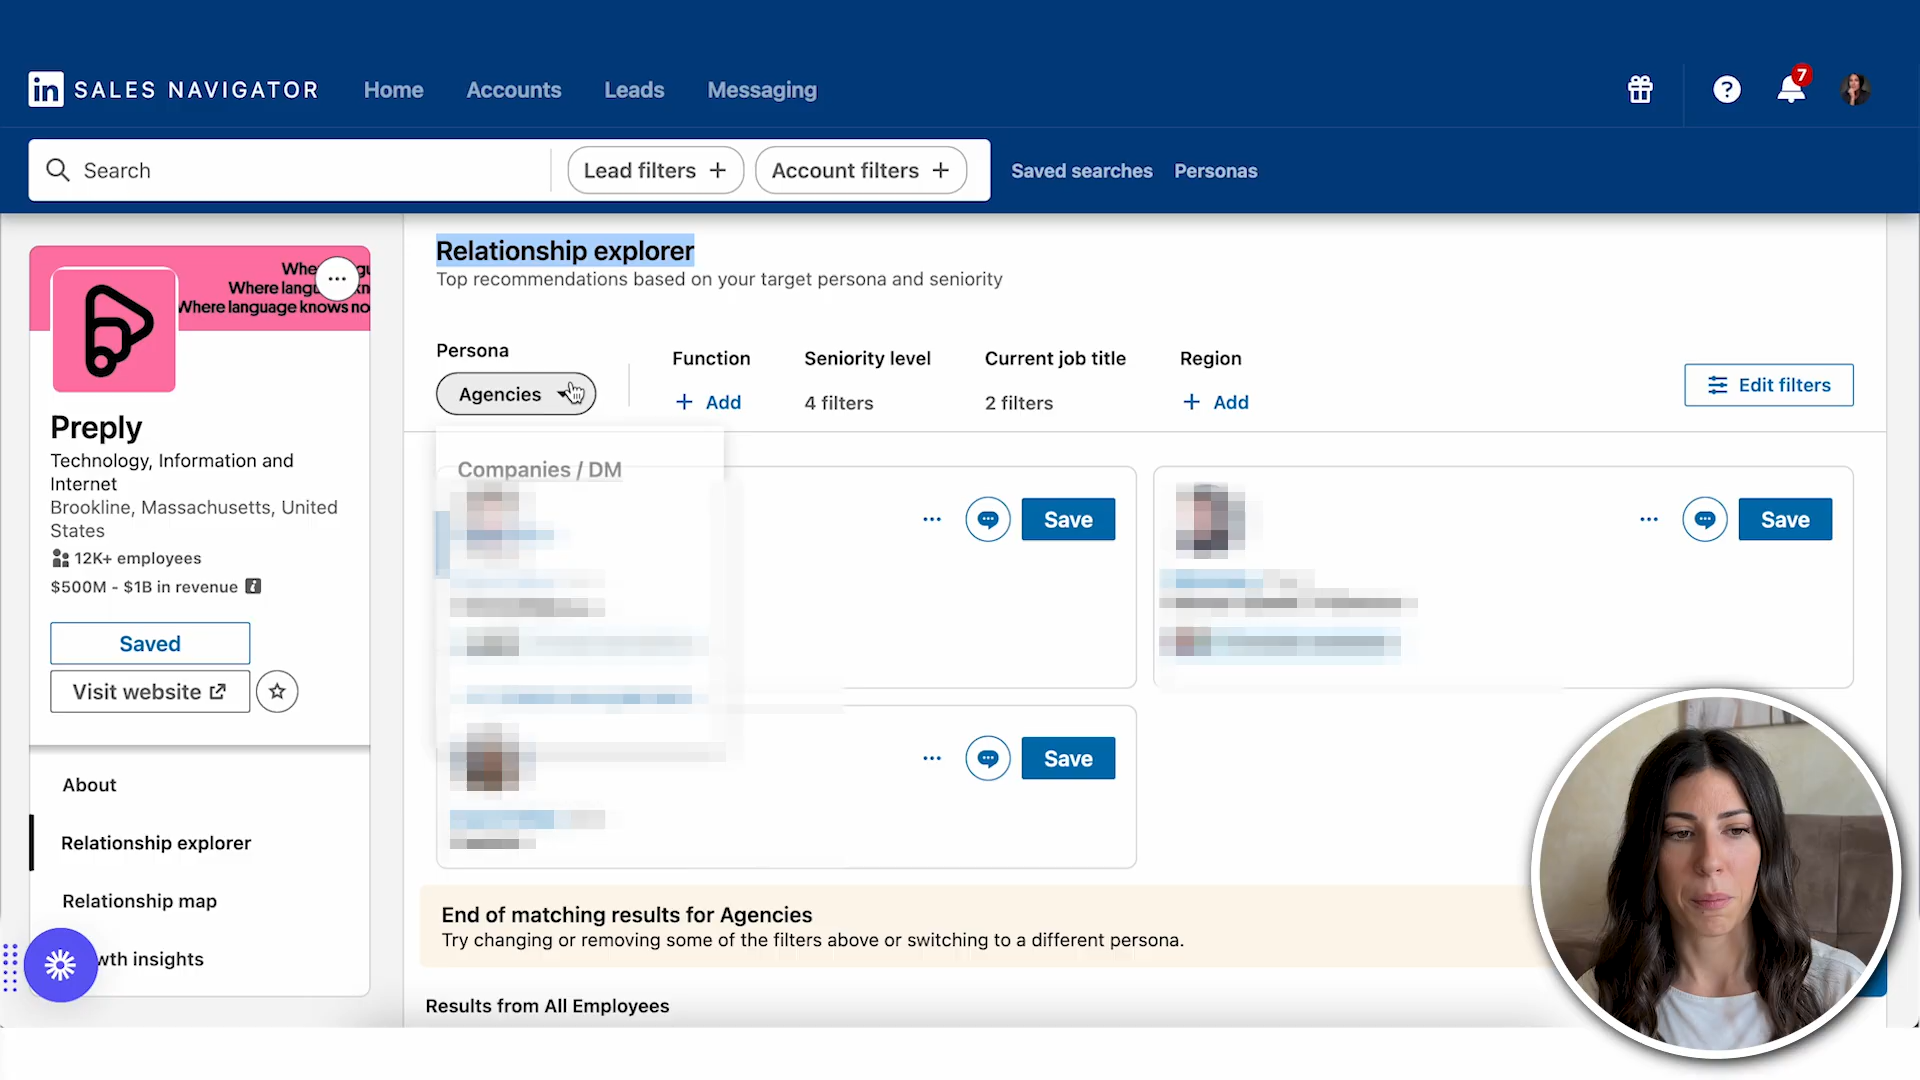 in SALES NAVIGATOR Home Accounts Leads Messaging
? 7
Search Lead filters + Account filters + Saved searches Personas
Where language knows no
Where language knows no
Preply
Technology, Information and
Internet
Brookline, Massachusetts, United
States
12K+ employees
$500M - $1B in revenue
Saved
Visit website
About
Relationship explorer
Relationship map
wth insights
Relationship explorer
Top recommendations based on your target persona and seniority
Persona
Agencies
Function
+ Add
Seniority level
4 filters
Current job title
2 filters
Region
+ Add
Edit filters
Companies / DM
Save
Save
Save
End of matching results for Agencies
Try changing or removing some of the filters above or switching to a different persona.
Results from All Employees